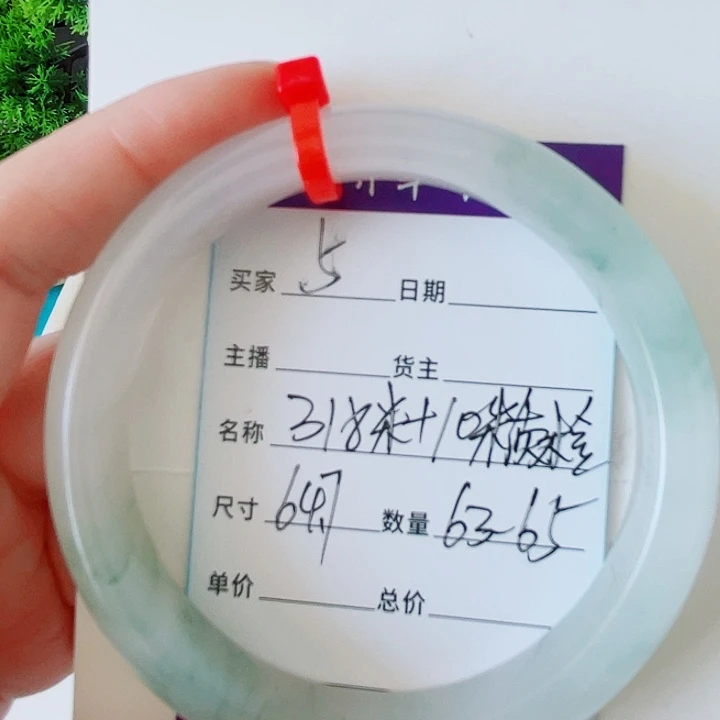 买家 5 日期
主播 货主
名称 318米+10米
尺寸 64.7 数量 63-65
单价 总价